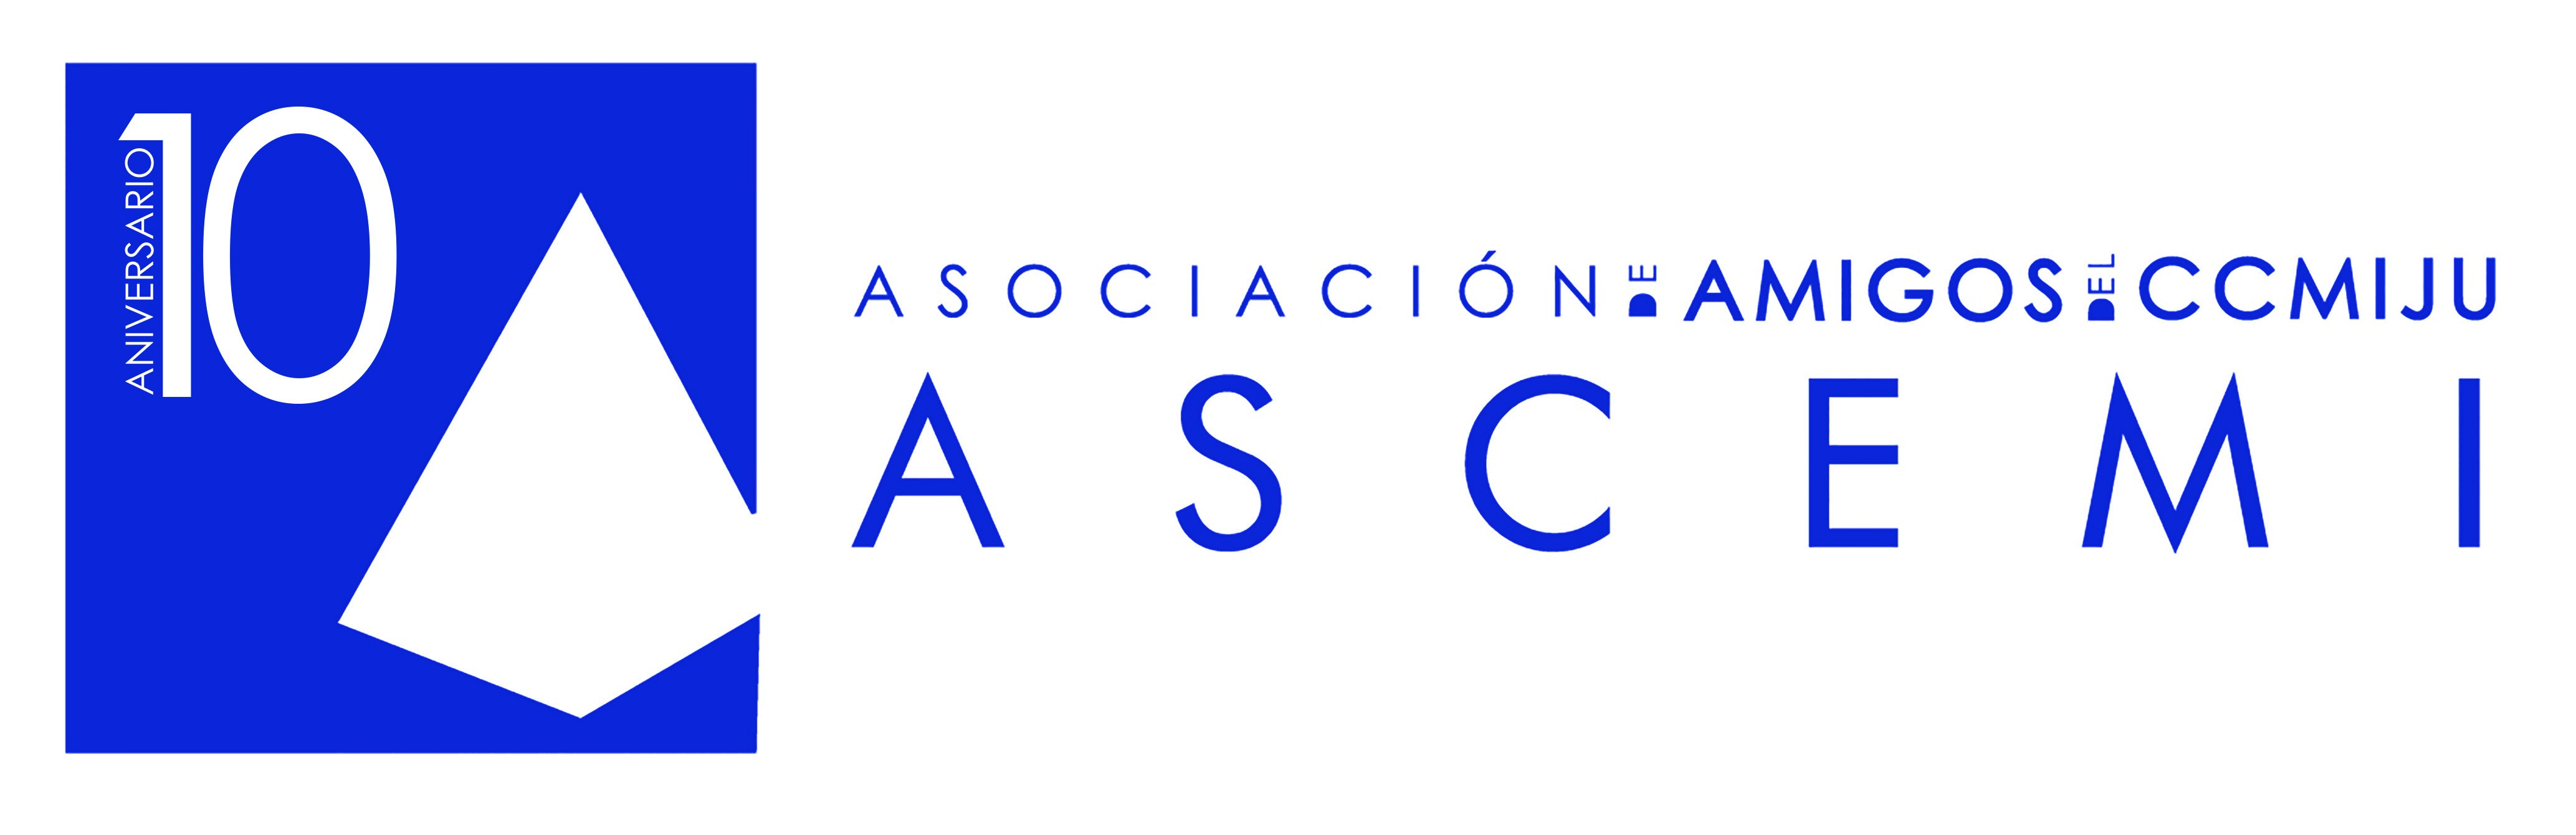 10
ANIVERSARIO
ASOCIACIÓN DE AMIGOS DEL CCMIJU
ASCEMI